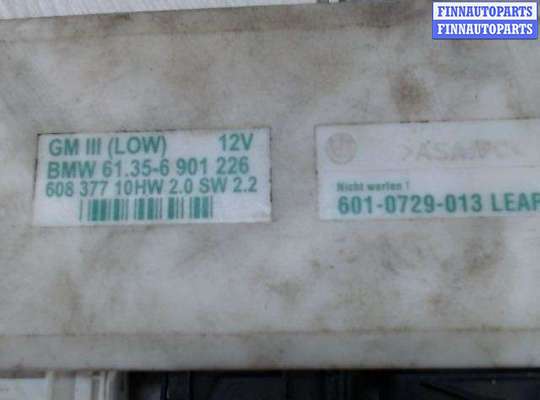 FINNAUTOPARTS
FINNAUTOPARTS
GM III (LOW) 12V
BMW 61.35-6 901 226
608 377 10HW 2.0 SW 2.2
Nicht werfen !
601-0729-013 LEAR